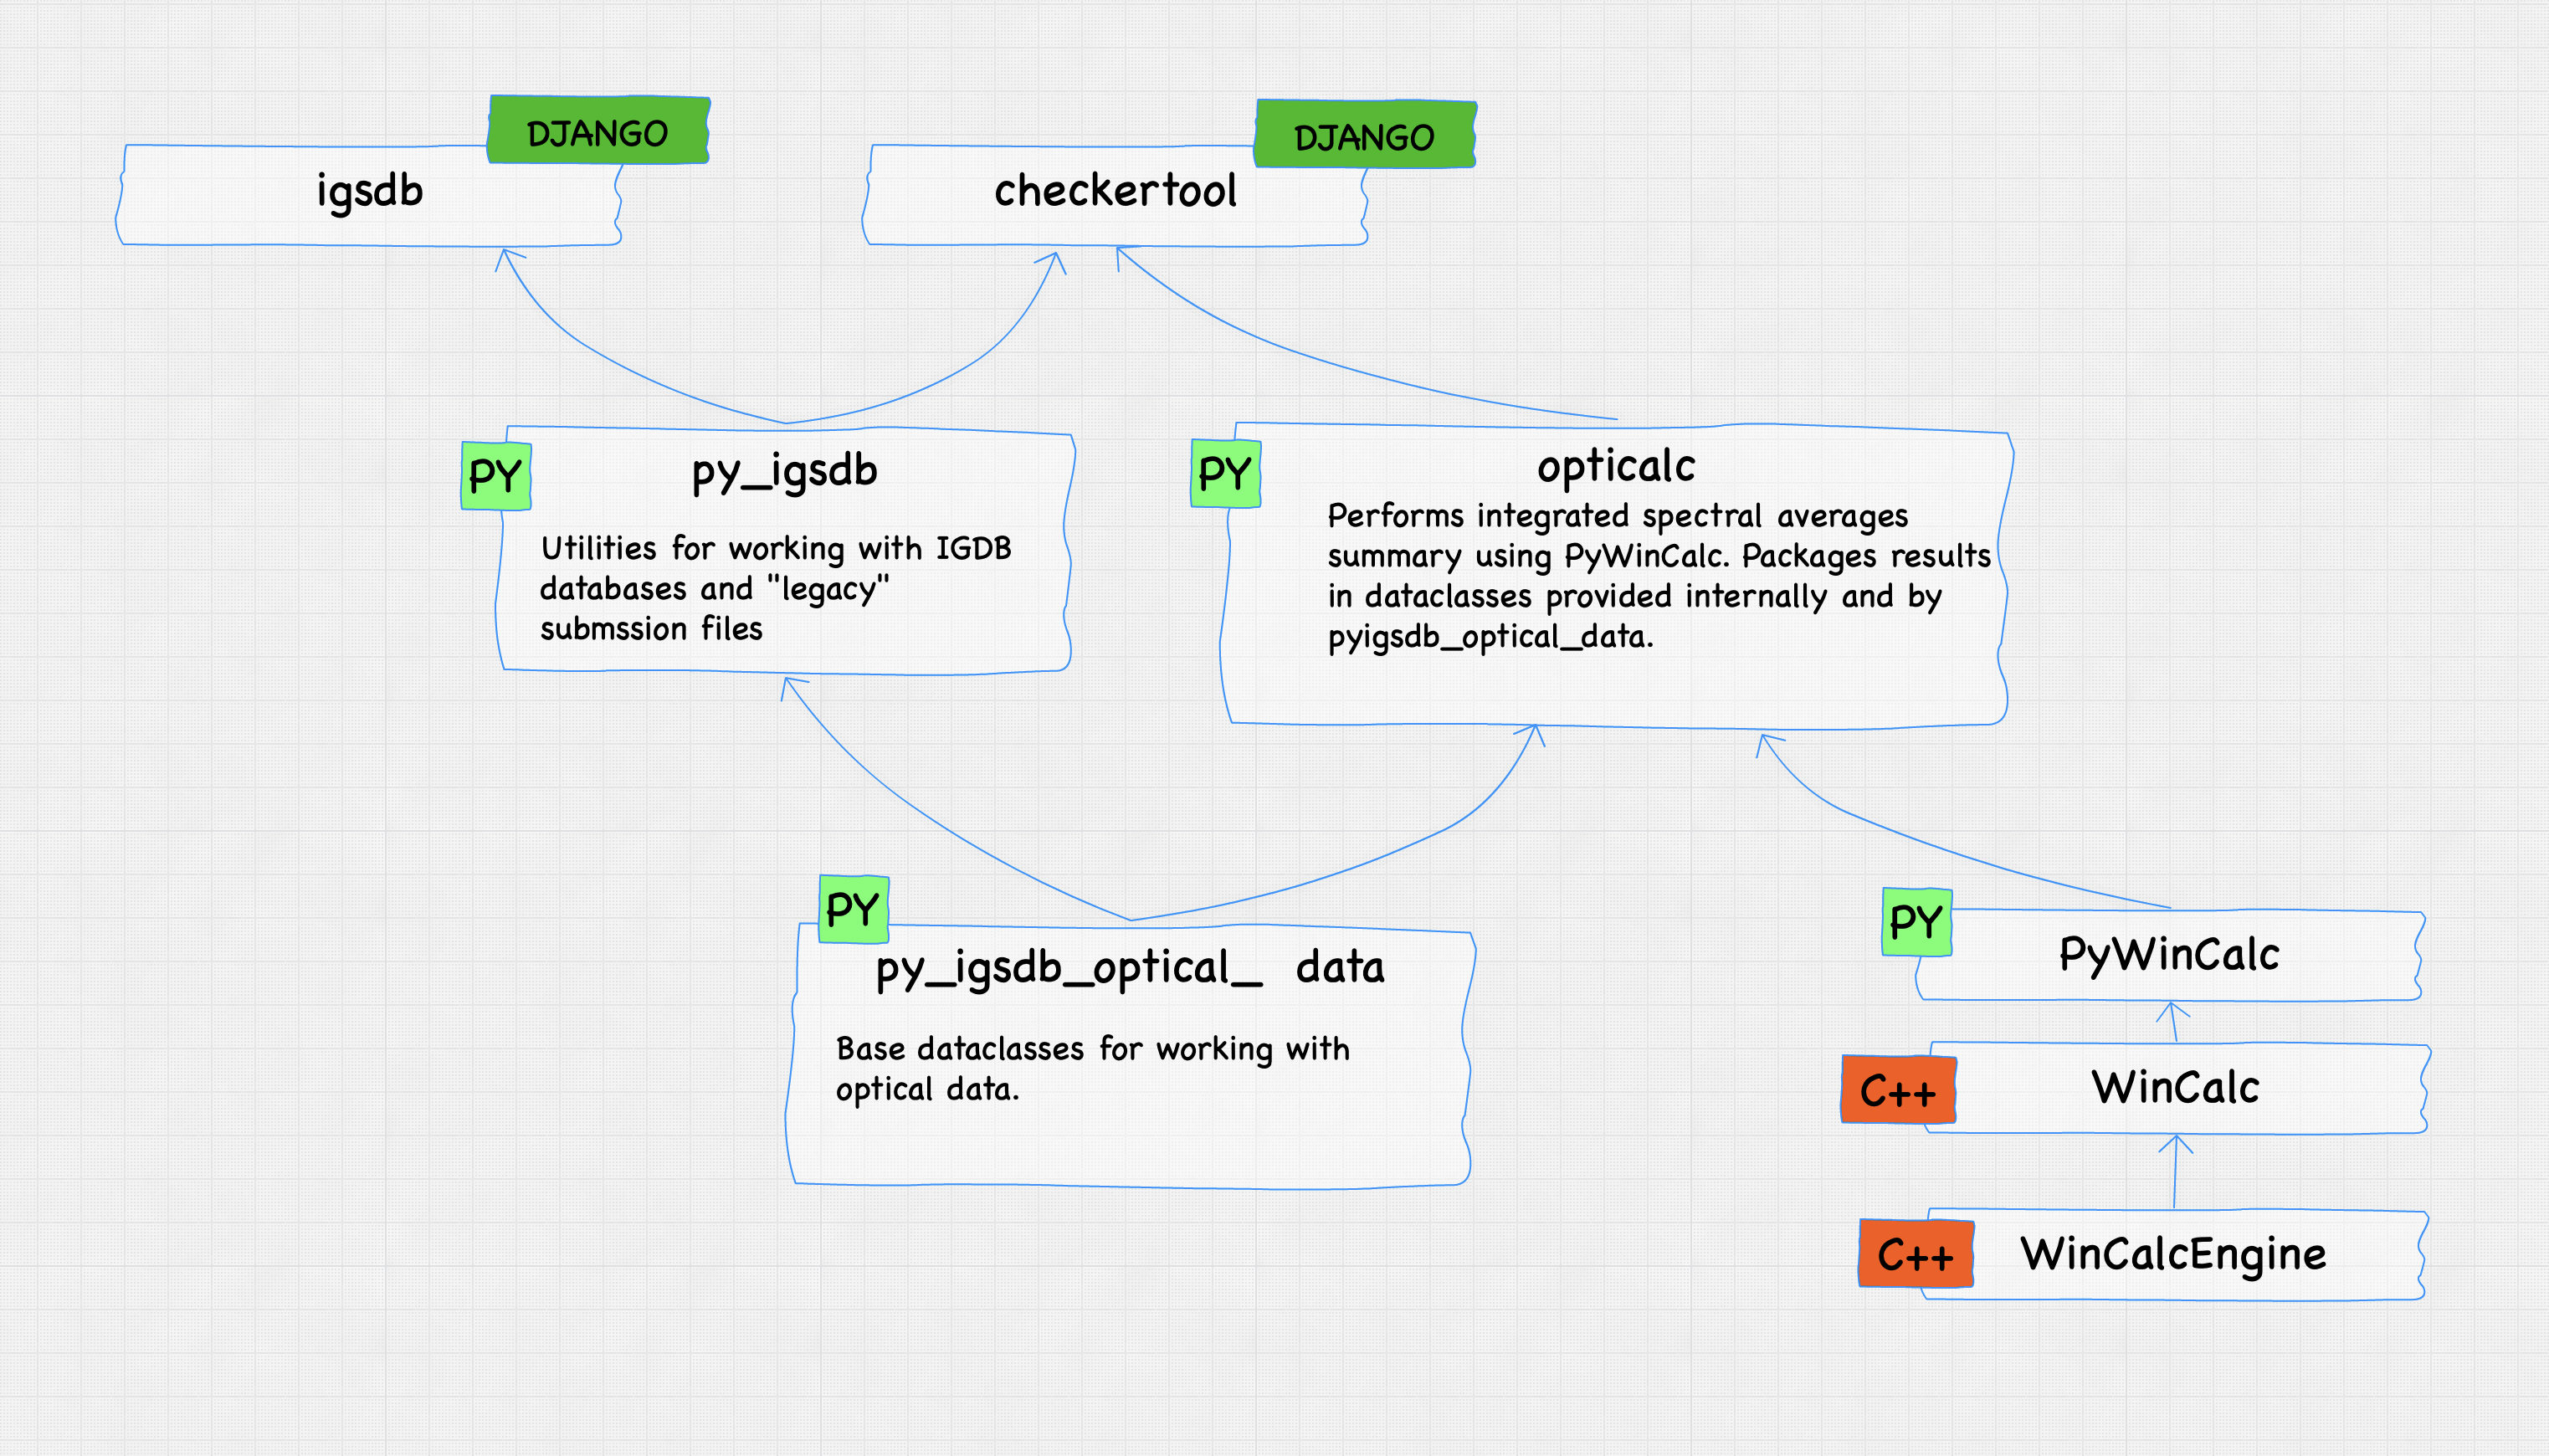 DJANGO
igsdb
DJANGO
checkertool
PY
py_igsdb
Utilities for working with IGDB
databases and "legacy"
submssion files
PY
opticalc
Performs integrated spectral averages
summary using PyWinCalc. Packages results
in dataclasses provided internally and by
pyigsdb_optical_data.
PY
py_igsdb_optical_ data
Base dataclasses for working with
optical data.
PY
PyWinCalc
C++
WinCalc
C++
WinCalcEngine